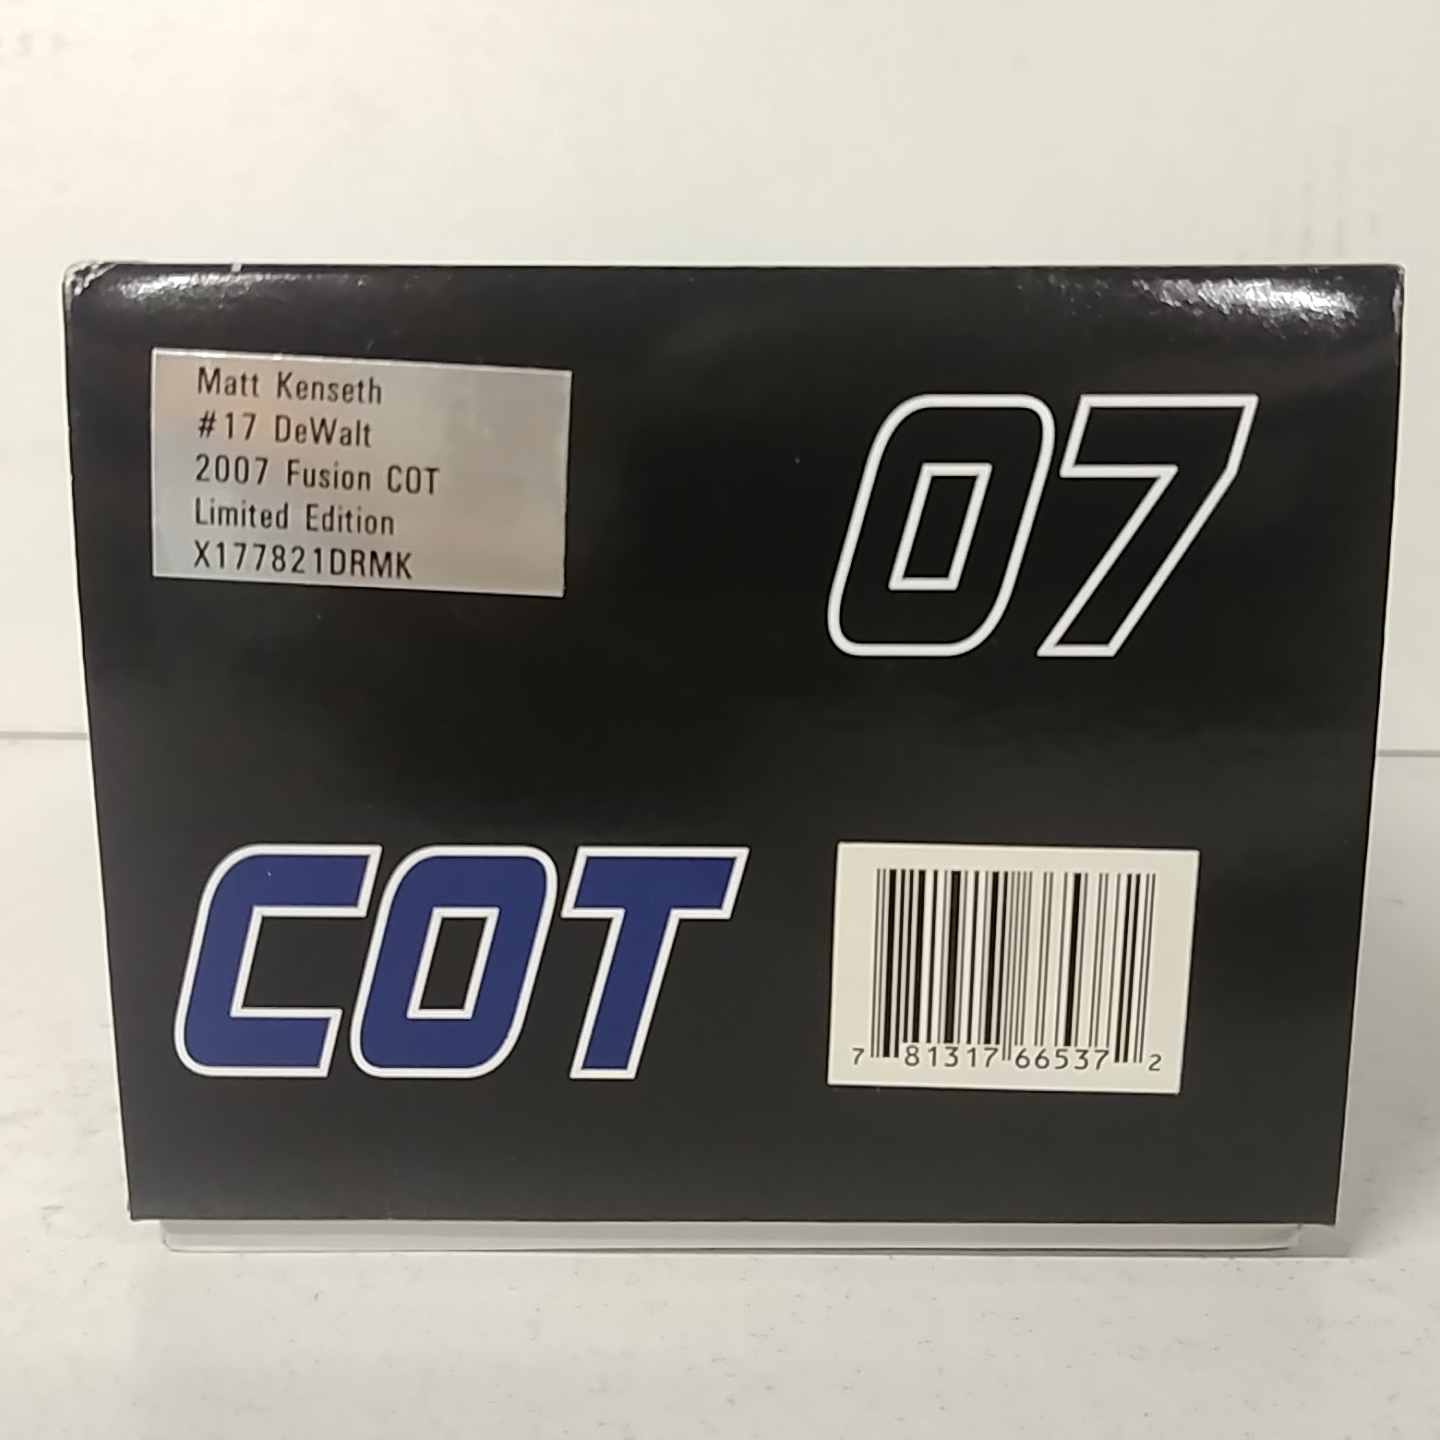 Matt Kenseth
#17 DeWalt
2007 Fusion COT
Limited Edition
X177821DRMK
07
COT
7 81317 66537 2